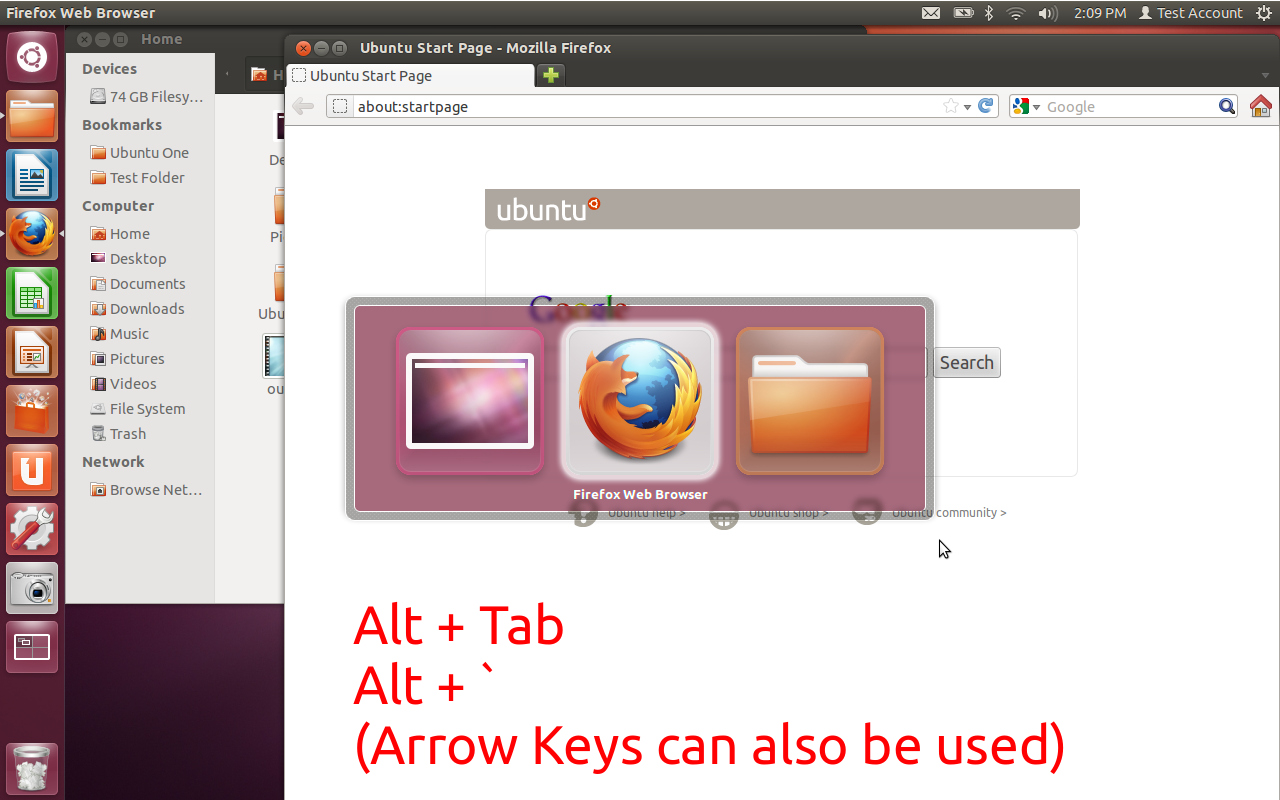 Firefox Web Browser
2:09 PM
Test Account
Home
Devices
74 GB Filesy...
Bookmarks
Ubuntu One
Test Folder
Computer
Home
Desktop
Documents
Downloads
Music
Pictures
Videos
File System
Trash
Network
Browse Net...
H
De
Pi
Ubu
ou
Ubuntu Start Page - Mozilla Firefox
Ubuntu Start Page
about:startpage
Google
ubuntu
Google
Search
Firefox Web Browser
Ubuntu help >
Ubuntu shop >
Ubuntu community >
Alt + Tab
Alt + `
(Arrow Keys can also be used)